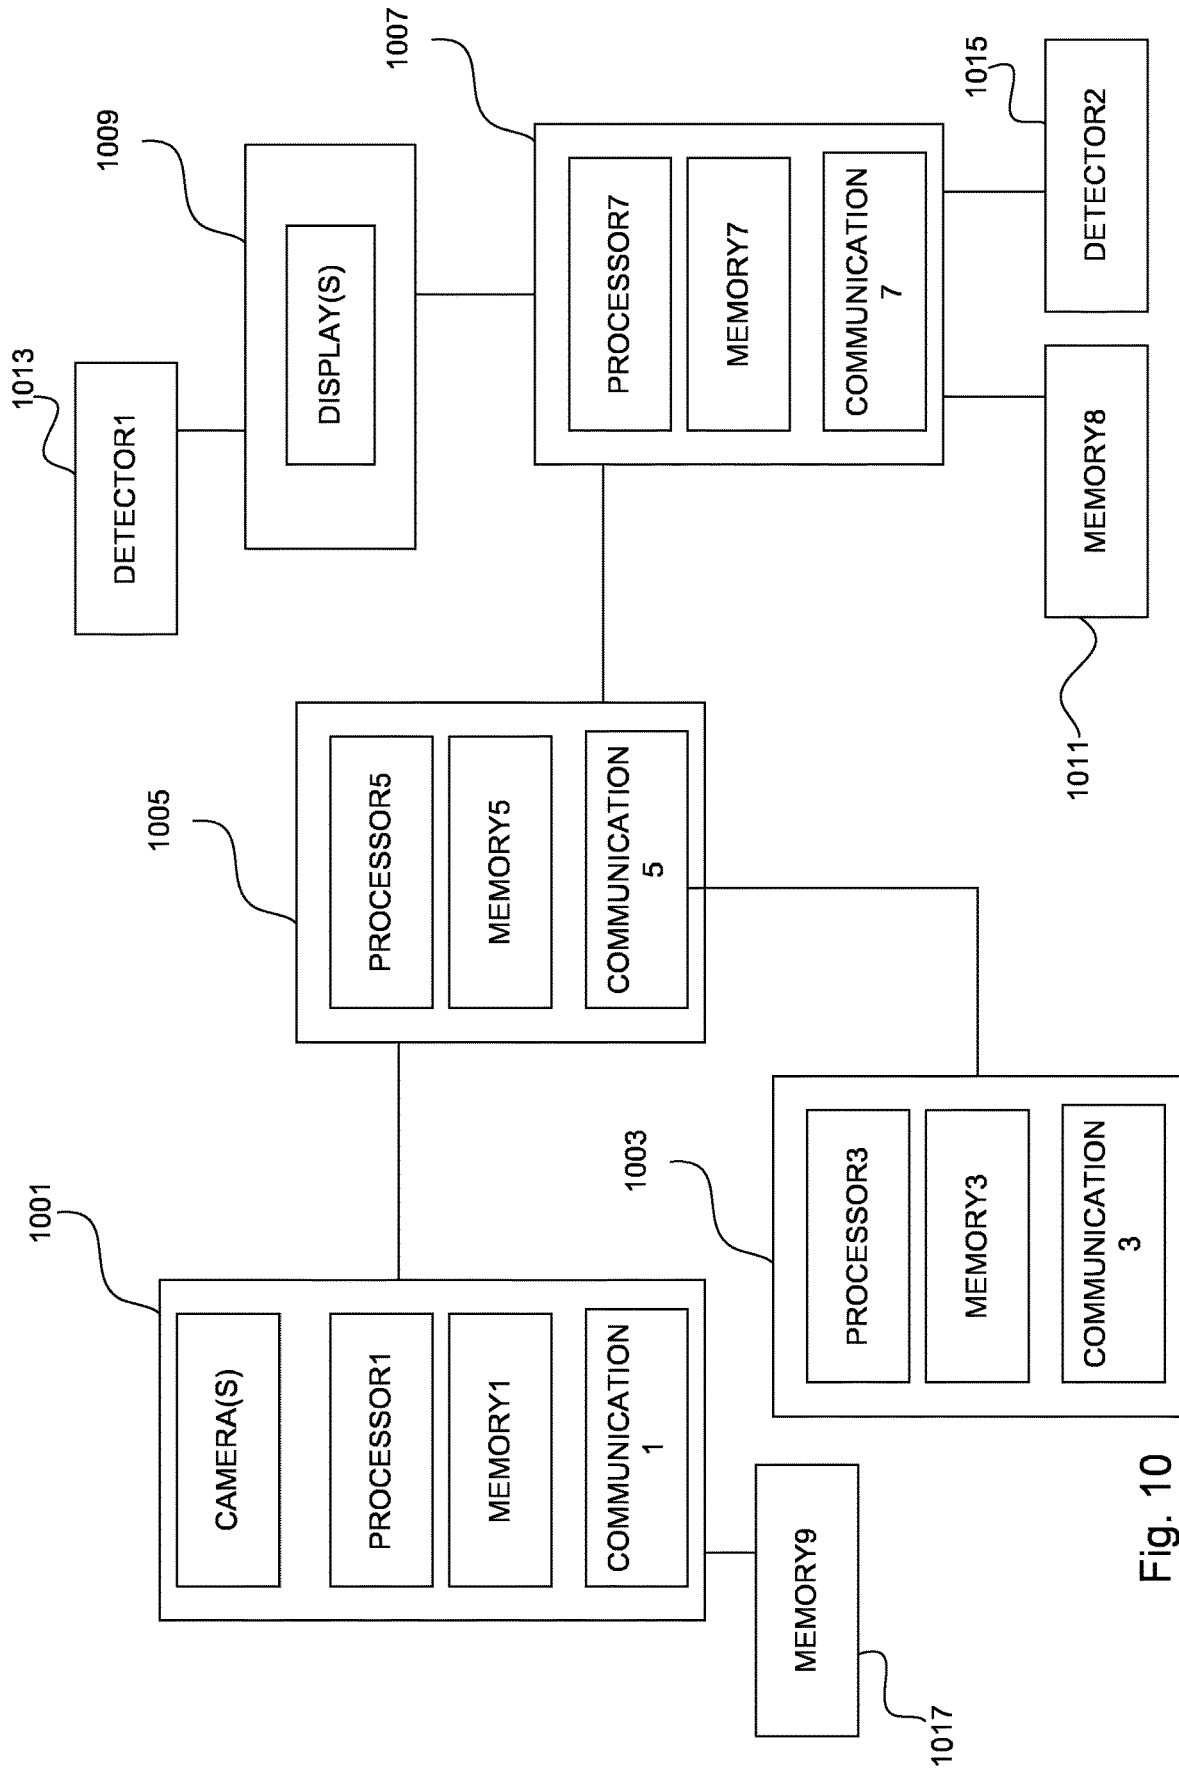 1001
CAMERA(S)
PROCESSOR1
MEMORY1
COMMUNICATION
1
MEMORY9
1017
1005
PROCESSOR5
MEMORY5
COMMUNICATION
5
1003
PROCESSOR3
MEMORY3
COMMUNICATION
3
1013
DETECTOR1
1009
DISPLAY(S)
1007
PROCESSOR7
MEMORY7
COMMUNICATION
7
1011
MEMORY8
1015
DETECTOR2
Fig. 10